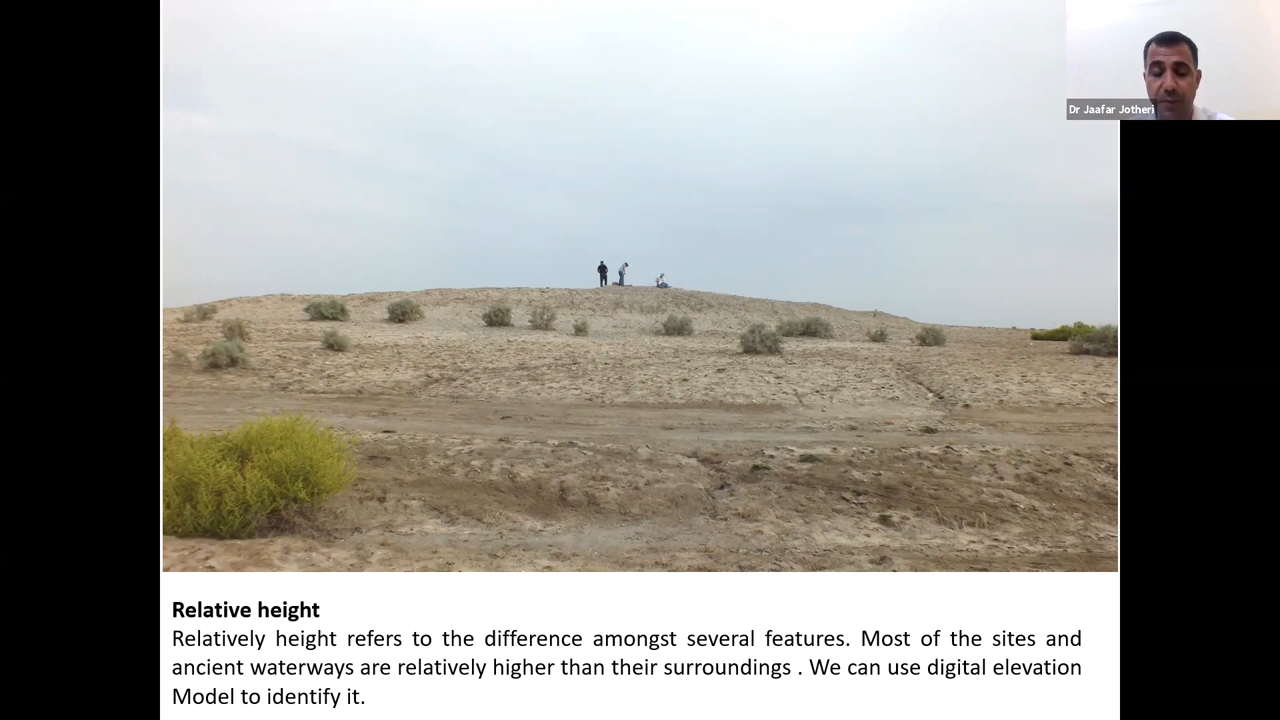 Dr Jaafar Jotheri
Relative height
Relatively height refers to the difference amongst several features. Most of the sites and
ancient waterways are relatively higher than their surroundings . We can use digital elevation
Model to identify it.